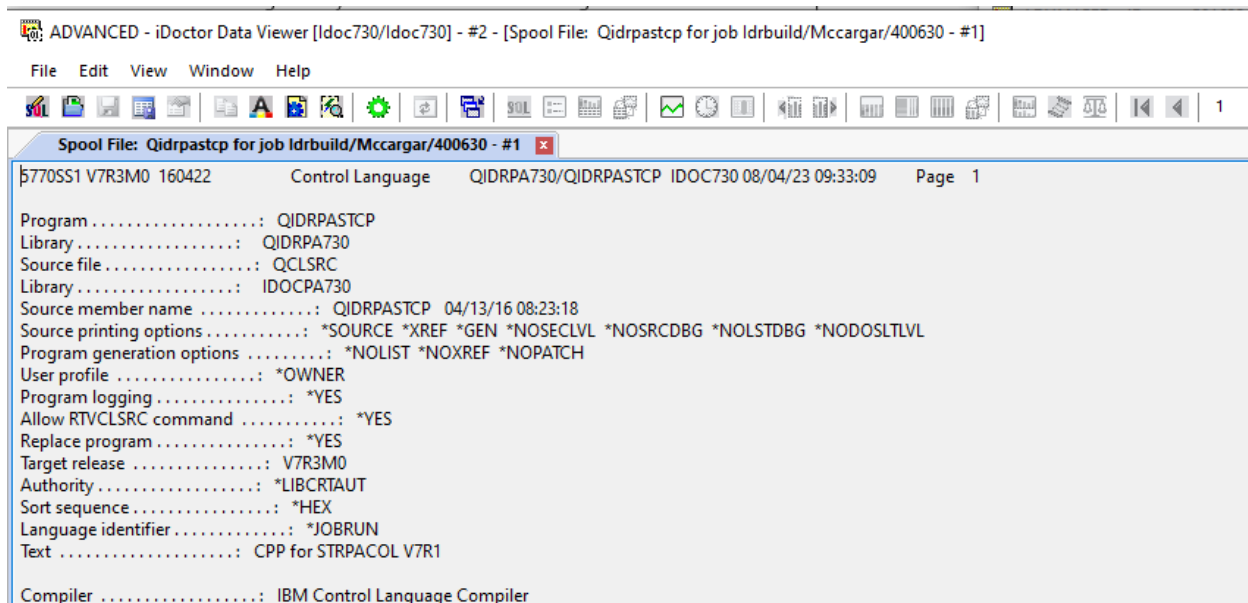 ADVANCED - iDoctor Data Viewer [Idoc730/Idoc730] - #2 - [Spool File:  Qidrpastcp for job Idrbuild/Mccargar/400630 - #1]
File Edit View Window Help
SQL A SQL 1
Spool File:  Qidrpastcp for job Idrbuild/Mccargar/400630 - #1
5770SS1 V7R3M0  160422 Control Language QIDRPA730/QIDRPASTCP  IDOC730 08/04/23 09:33:09 Page  1
Program . . . . . . . . . . . . . . . . . . . :  QIDRPASTCP
Library . . . . . . . . . . . . . . . . . . :  QIDRPA730
Source file . . . . . . . . . . . . . . . . . :  QCLSRC
Library . . . . . . . . . . . . . . . . . . :  IDOCPA730
Source member name  . . . . . . . . . . . . . :  QIDRPASTCP  04/13/16 08:23:18
Source printing options . . . . . . . . . . . :  *SOURCE  *XREF  *GEN  *NOSECLVL  *NOSRCDBG  *NOLSTDBG  *NODOSLTLVL
Program generation options  . . . . . . . . . :  *NOLIST  *NOXREF  *NOPATCH
User profile  . . . . . . . . . . . . . . . . :  *OWNER
Program logging . . . . . . . . . . . . . . . :  *YES
Allow RTVCLSRC command  . . . . . . . . . . . :  *YES
Replace program . . . . . . . . . . . . . . . :  *YES
Target release  . . . . . . . . . . . . . . . :  V7R3M0
Authority . . . . . . . . . . . . . . . . . . :  *LIBCRTAUT
Sort sequence . . . . . . . . . . . . . . . . :  *HEX
Language identifier . . . . . . . . . . . . . :  *JOBRUN
Text  . . . . . . . . . . . . . . . . . . . . :  CPP for STRPACOL V7R1
Compiler  . . . . . . . . . . . . . . . . . . :  IBM Control Language Compiler